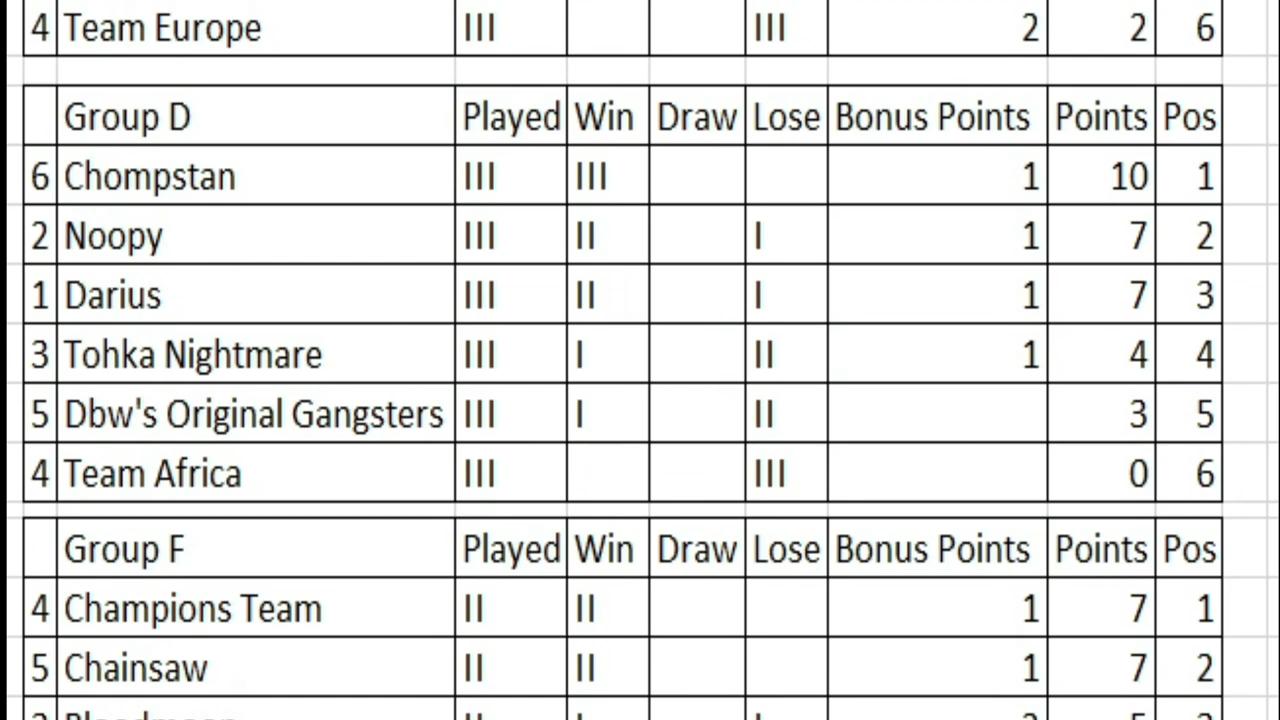 4 Team Europe III III 2 2 6
Group D Played Win Draw Lose Bonus Points Points Pos
6 Chompstan III III 1 10 1
2 Noopy III II I 1 7 2
1 Darius III II I 1 7 3
3 Tohka Nightmare III I II 1 4 4
5 Dbw's Original Gangsters III I II 3 5
4 Team Africa III III 0 6
Group F Played Win Draw Lose Bonus Points Points Pos
4 Champions Team II II 1 7 1
5 Chainsaw II II 1 7 2